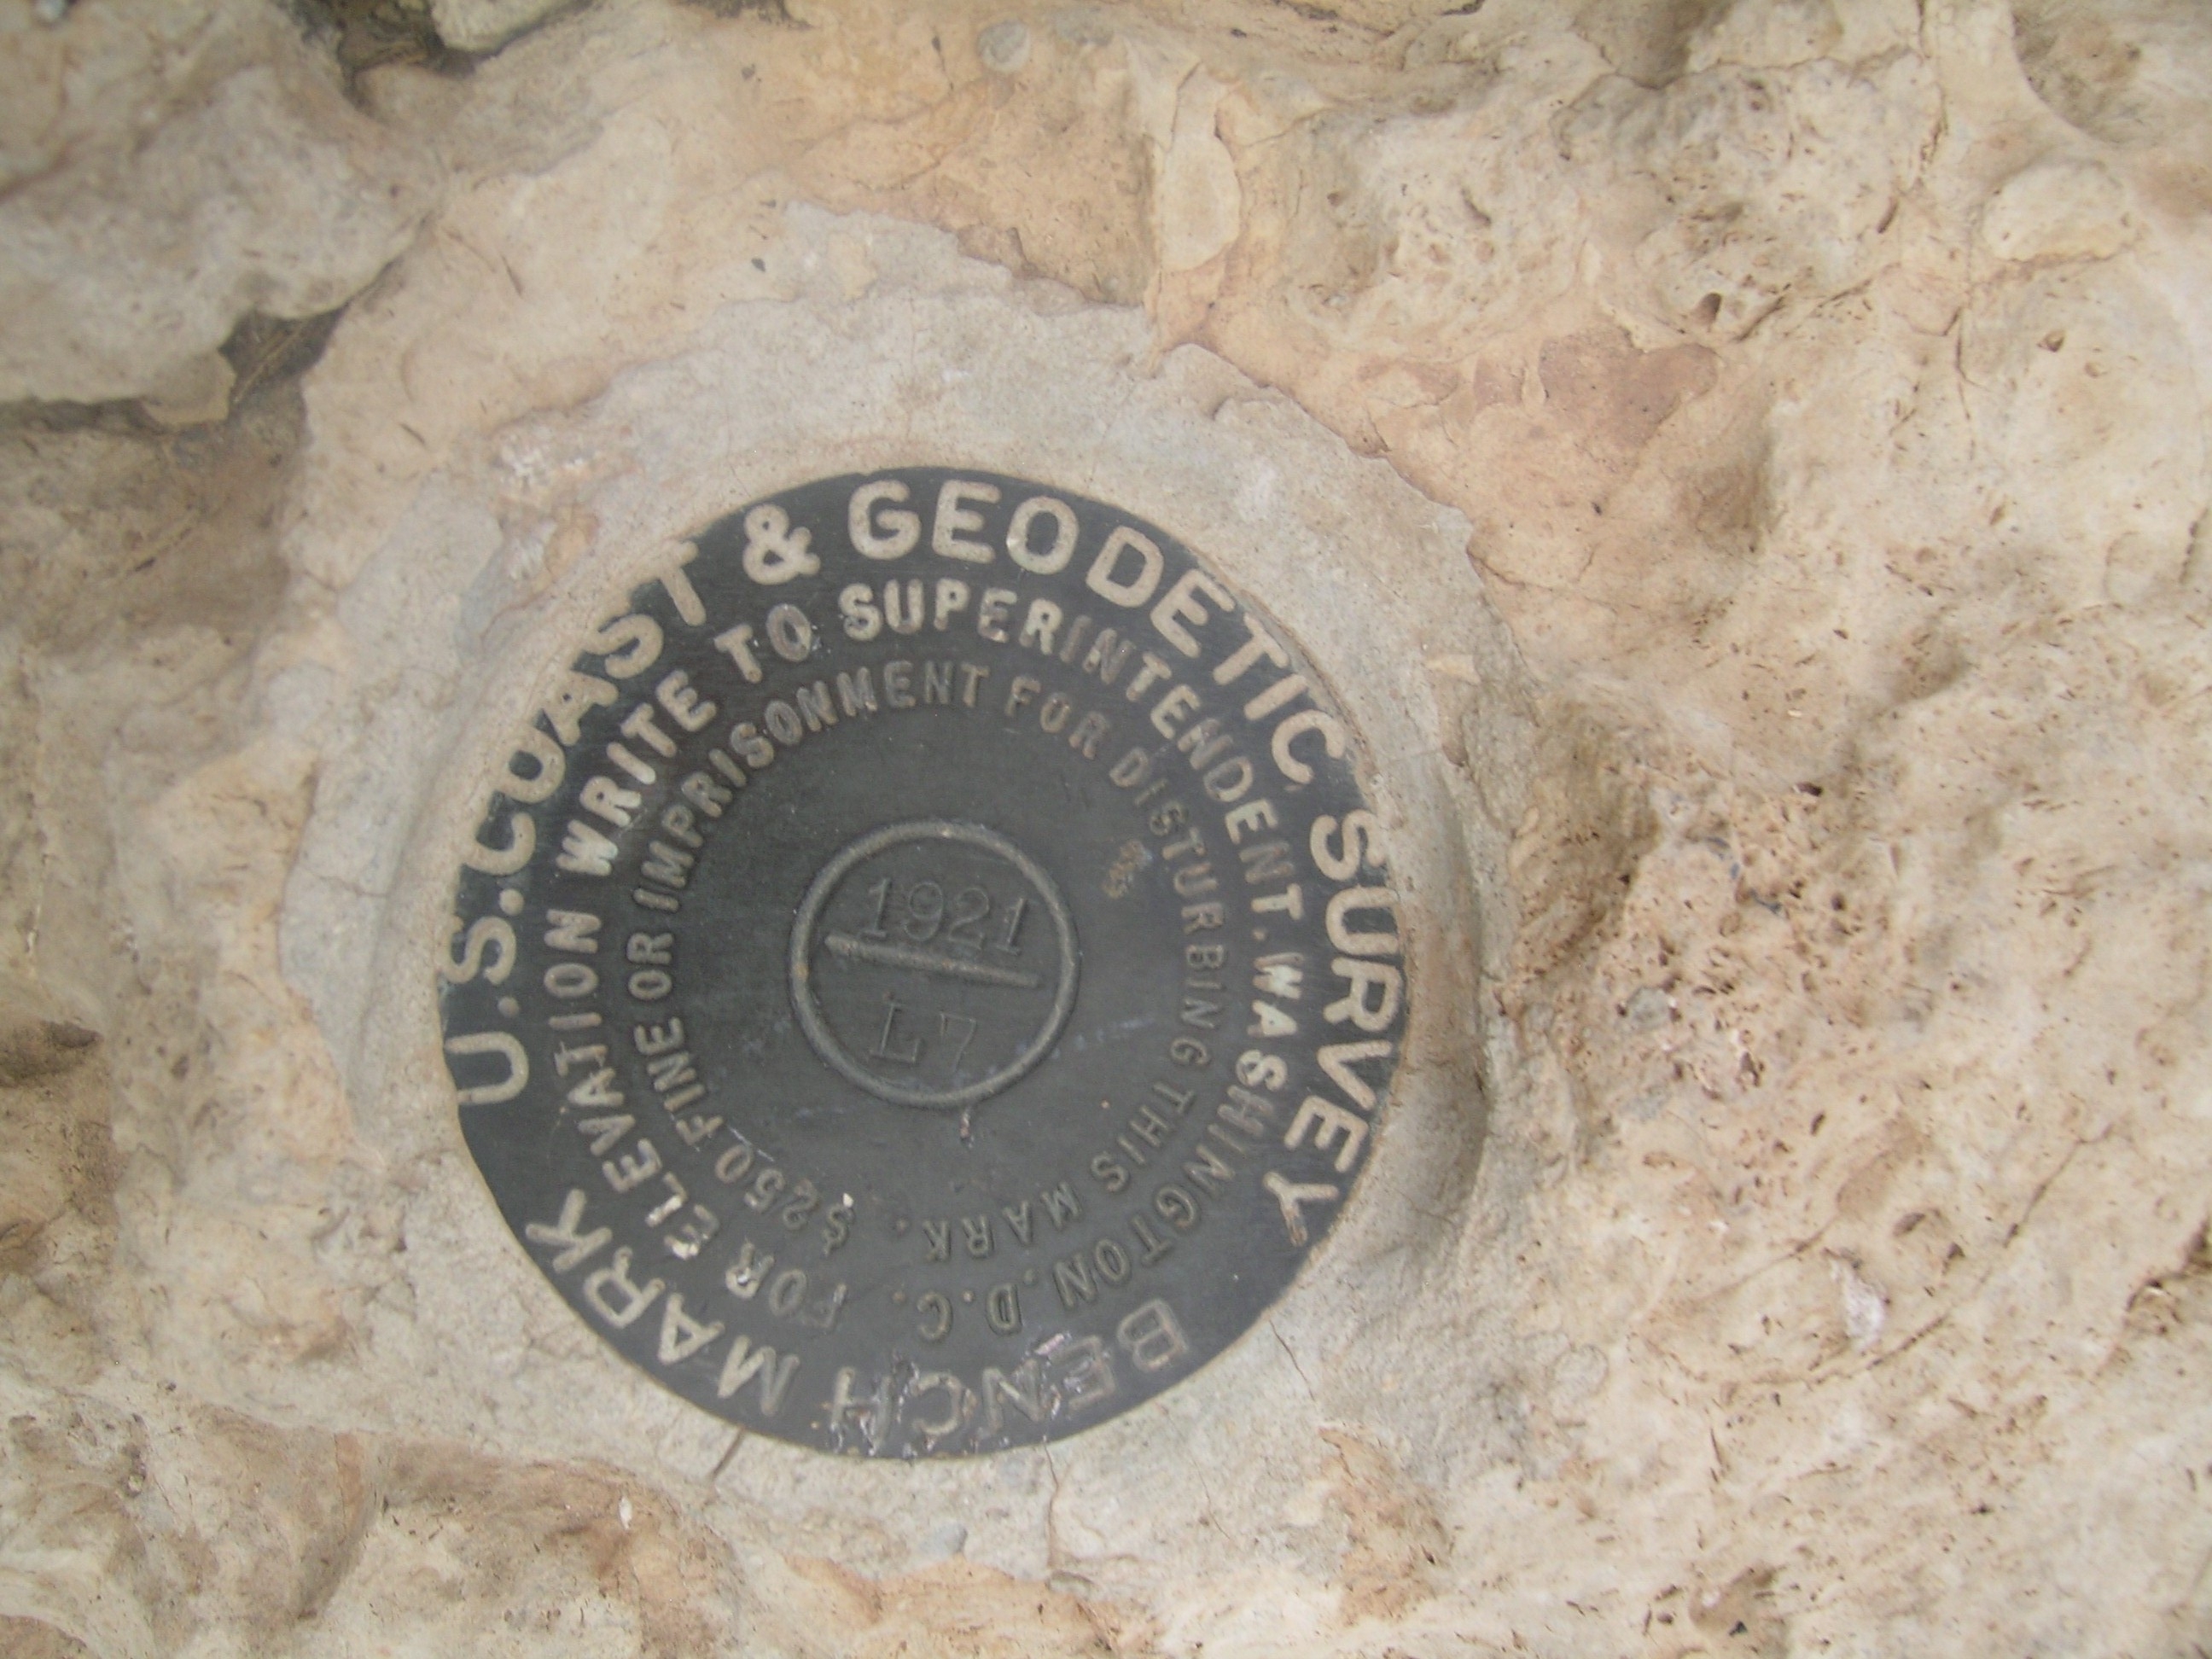 U.S. COAST & GEODETIC SURVEY
BENCH MARK
FOR ELEVATION WRITE TO SUPERINTENDENT. WASHINGTON. D.C.
$250 FINE OR IMPRISONMENT FOR DISTURBING THIS MARK.
1921
L7